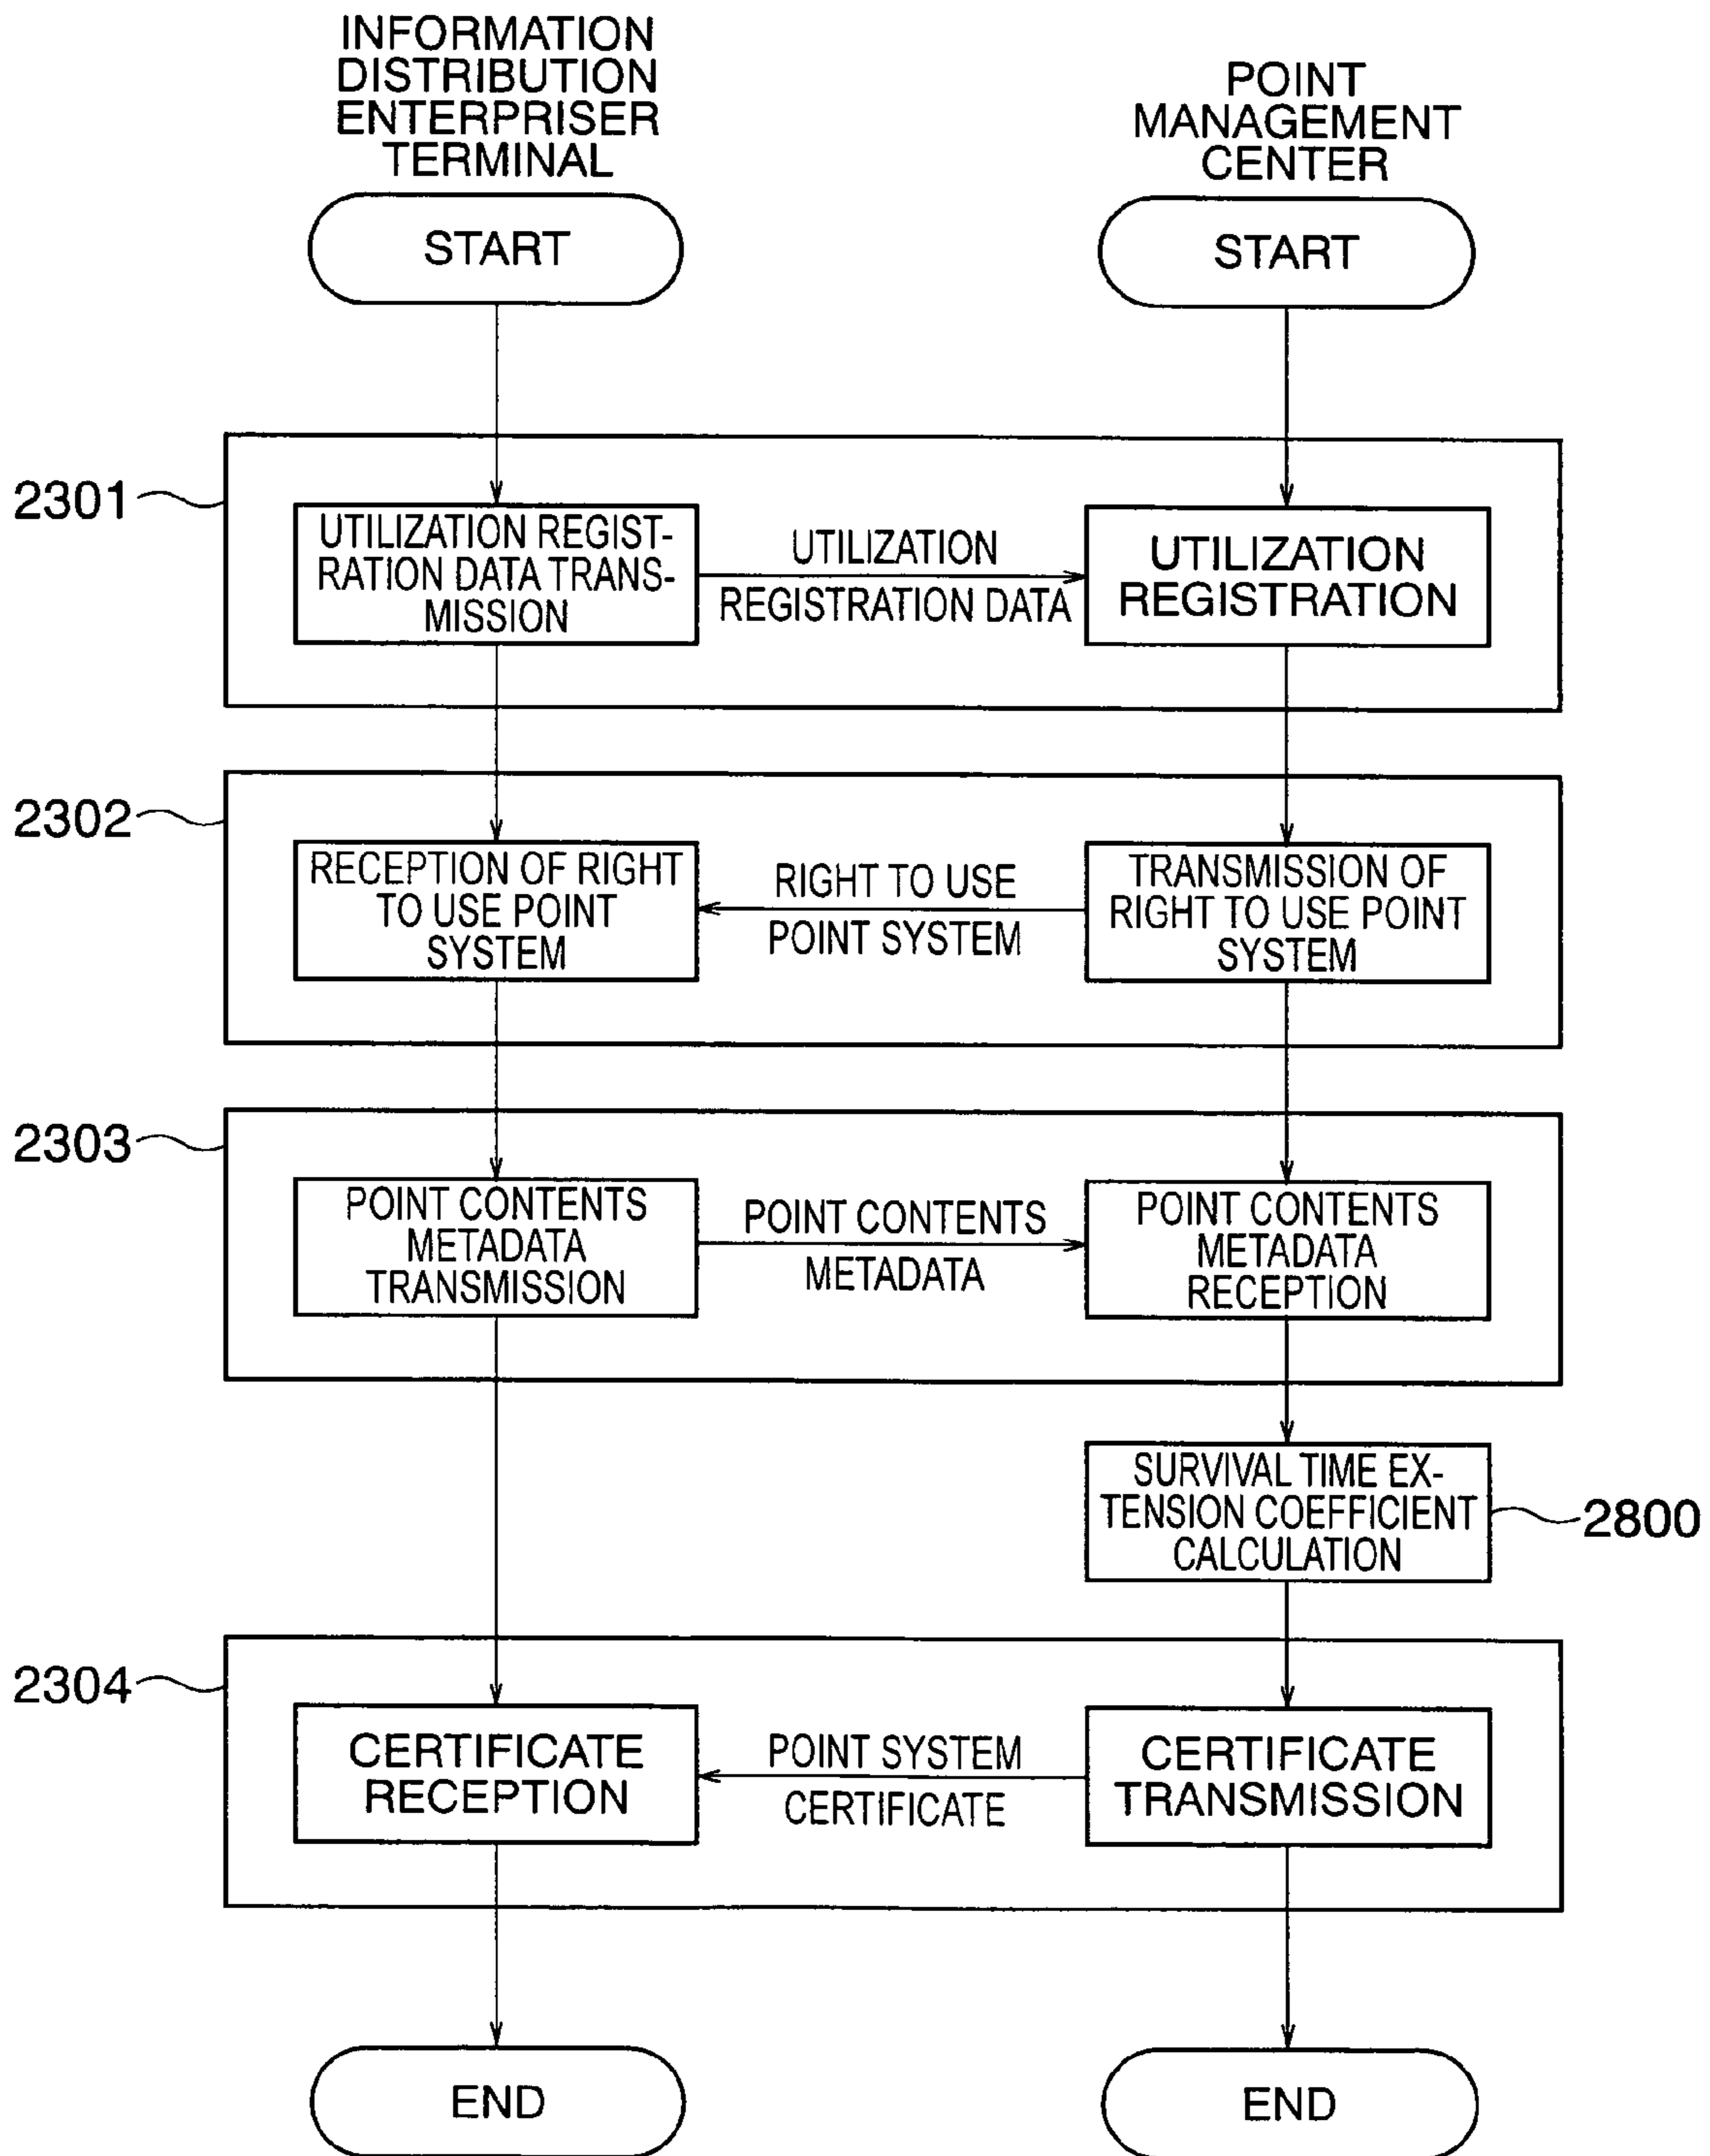 INFORMATION
DISTRIBUTION
ENTERPRISER
TERMINAL
POINT
MANAGEMENT
CENTER
START
START
2301
UTILIZATION REGIST-
RATION DATA TRANS-
MISSION
UTILIZATION
REGISTRATION DATA
UTILIZATION
REGISTRATION
2302
RECEPTION OF RIGHT
TO USE POINT
SYSTEM
RIGHT TO USE
POINT SYSTEM
TRANSMISSION OF
RIGHT TO USE POINT
SYSTEM
2303
POINT CONTENTS
METADATA
TRANSMISSION
POINT CONTENTS
METADATA
POINT CONTENTS
METADATA
RECEPTION
SURVIVAL TIME EX-
TENSION COEFFICIENT
CALCULATION
2800
2304
CERTIFICATE
RECEPTION
POINT SYSTEM
CERTIFICATE
CERTIFICATE
TRANSMISSION
END
END